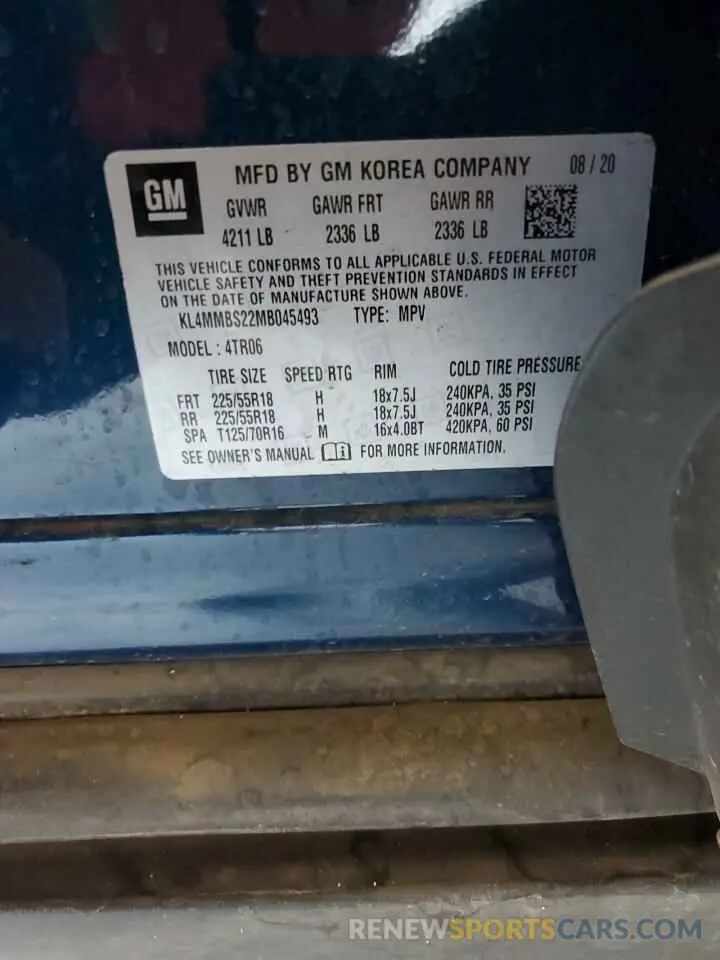 GM
MFD BY GM KOREA COMPANY 08 / 20
GVWR GAWR FRT GAWR RR
4211 LB 2336 LB 2336 LB
THIS VEHICLE CONFORMS TO ALL APPLICABLE U.S. FEDERAL MOTOR
VEHICLE SAFETY AND THEFT PREVENTION STANDARDS IN EFFECT
ON THE DATE OF MANUFACTURE SHOWN ABOVE.
KL4MMBS22MB045493 TYPE: MPV
MODEL : 4TR06
TIRE SIZE SPEED RTG RIM COLD TIRE PRESSURE
FRT 225/55R18 H 18x7.5J 240KPA, 35 PSI
RR 225/55R18 H 18x7.5J 240KPA, 35 PSI
SPA T125/70R16 M 16x4.0BT 420KPA, 60 PSI
SEE OWNER'S MANUAL FOR MORE INFORMATION.
RENEWSPORTSCARS.COM